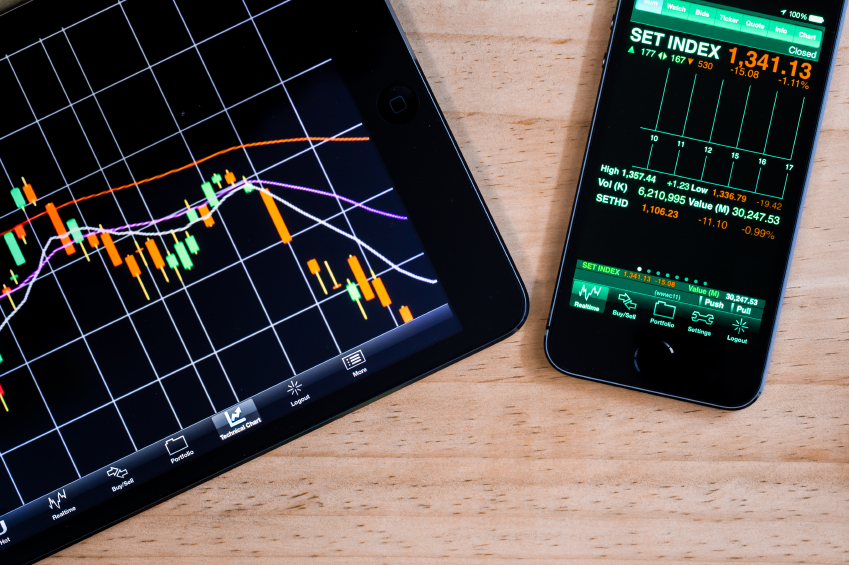 Hot
Realtime
Buy/Sell
Portfolio
Technical Chart
Logout
More
100%
Watch Bids Ticker Quote Info Chart
SET INDEX 1,341.13 Closed
▲ 177 ◀▶ 167 ▼ 530 -15.08 -1.11%
10 11 12 15 16 17
High 1,357.44 +1.23 Low 1,336.79 -19.42
Vol (K) 6,210,995 Value (M) 30,247.53
SETHD 1,106.23 -11.10 -0.99%
SET INDEX 1,341.13 -15.08 Value (M) 30,247.53
Push Pull
Realtime Buy/Sell Portfolio Settings Logout